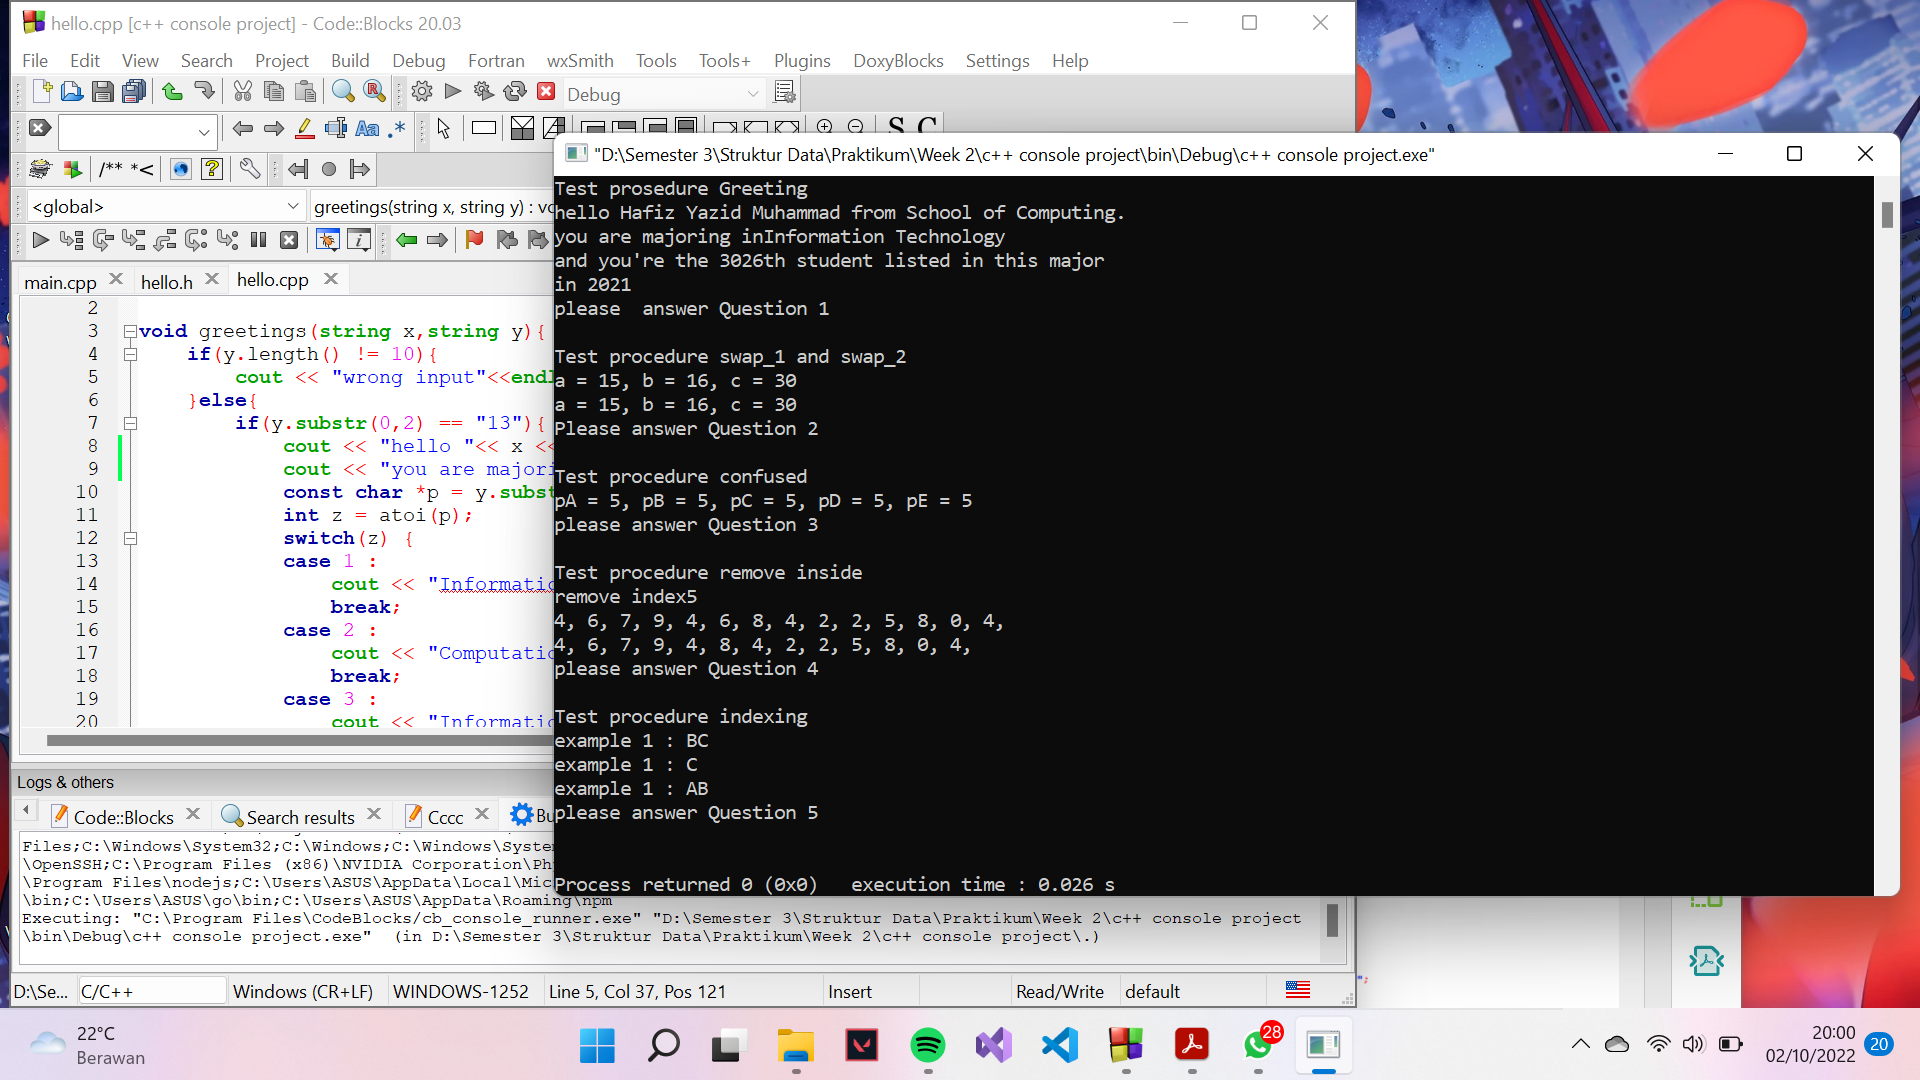 hello.cpp [c++ console project] - Code::Blocks 20.03
File Edit View Search Project Build Debug Fortran wxSmith Tools Tools+ Plugins DoxyBlocks Settings Help
Debug
S C
/** *<
<global>
greetings(string x, string y) : vo
main.cpp
hello.h
hello.cpp
2
3 void greetings(string x,string y){
4 if(y.length() != 10){
5 cout << "wrong input"<<endl
6 }else{
7 if(y.substr(0,2) == "13"){
8 cout << "hello "<< x <<
9 cout << "you are majori
10 const char *p = y.subst
11 int z = atoi(p);
12 switch(z) {
13 case 1 :
14 cout << "Informatio
15 break;
16 case 2 :
17 cout << "Computatio
18 break;
19 case 3 :
20 cout << "Informatio
Logs & others
Code::Blocks
Search results
Cccc
Bu
Files;C:\Windows\System32;C:\Windows;C:\Windows\System
\OpenSSH;C:\Program Files (x86)\NVIDIA Corporation\Ph
\Program Files\nodejs;C:\Users\ASUS\AppData\Local\Mic
\bin;C:\Users\ASUS\go\bin;C:\Users\ASUS\AppData\Roaming\npm
Executing: "C:\Program Files\CodeBlocks/cb_console_runner.exe" "D:\Semester 3\Struktur Data\Praktikum\Week 2\c++ console project
\bin\Debug\c++ console project.exe"  (in D:\Semester 3\Struktur Data\Praktikum\Week 2\c++ console project\.)
D:\Se... C/C++ Windows (CR+LF) WINDOWS-1252 Line 5, Col 37, Pos 121 Insert Read/Write default
"D:\Semester 3\Struktur Data\Praktikum\Week 2\c++ console project\bin\Debug\c++ console project.exe"
Test prosedure Greeting
hello Hafiz Yazid Muhammad from School of Computing.
you are majoring inInformation Technology
and you're the 3026th student listed in this major
in 2021
please  answer Question 1
Test procedure swap_1 and swap_2
a = 15, b = 16, c = 30
a = 15, b = 16, c = 30
Please answer Question 2
Test procedure confused
pA = 5, pB = 5, pC = 5, pD = 5, pE = 5
please answer Question 3
Test procedure remove inside
remove index5
4, 6, 7, 9, 4, 6, 8, 4, 2, 2, 5, 8, 0, 4,
4, 6, 7, 9, 4, 8, 4, 2, 2, 5, 8, 0, 4,
please answer Question 4
Test procedure indexing
example 1 : BC
example 1 : C
example 1 : AB
please answer Question 5
Process returned 0 (0x0)   execution time : 0.026 s
22°C
Berawan
28
20:00
02/10/2022
20